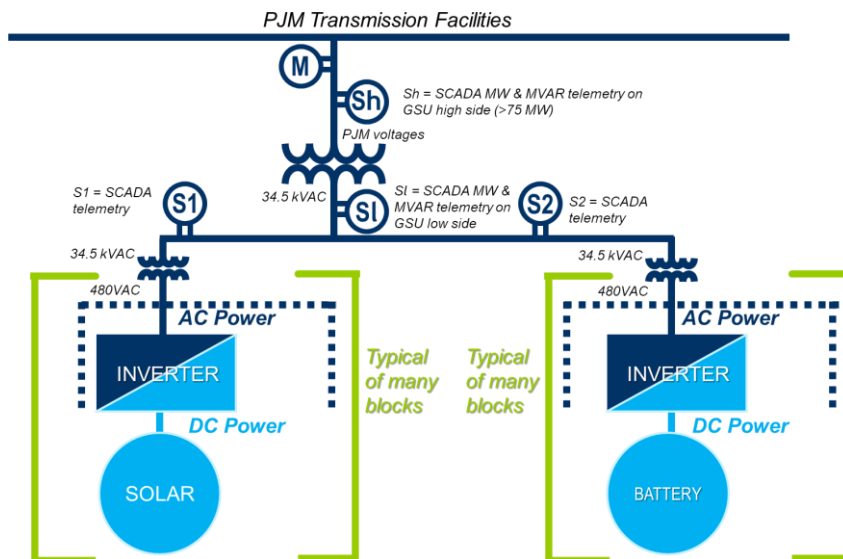 PJM Transmission Facilities
M
Sh
Sh = SCADA MW & MVAR telemetry on
GSU high side (>75 MW)
PJM voltages
S1 = SCADA
telemetry
S1
34.5 kVAC
Sl
Sl = SCADA MW &
MVAR telemetry on
GSU low side
S2
S2 = SCADA
telemetry
34.5 kVAC
480VAC
AC Power
INVERTER
DC Power
SOLAR
Typical
of many
blocks
Typical
of many
blocks
34.5 kVAC
480VAC
AC Power
INVERTER
DC Power
BATTERY